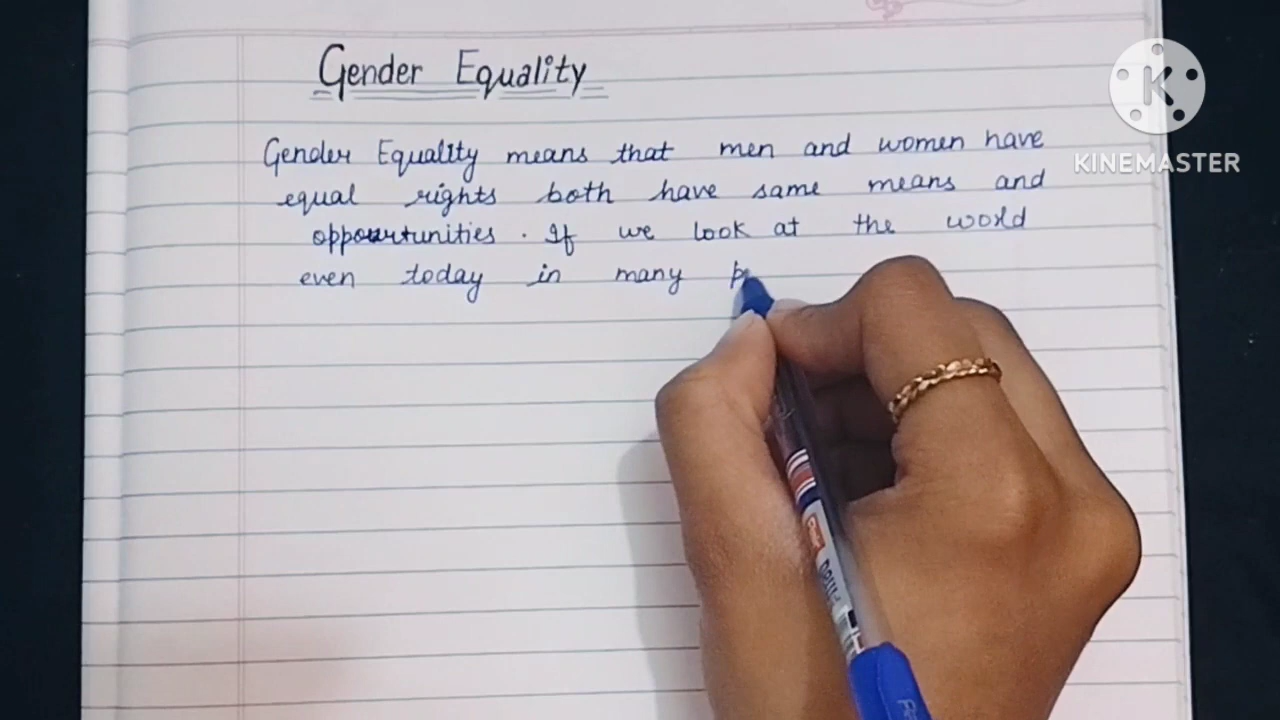 Gender Equality
Gender Equality means that men and women have
equal rights both have same means and
opportunities. If we look at the world
even today in many
K
KINEMASTER